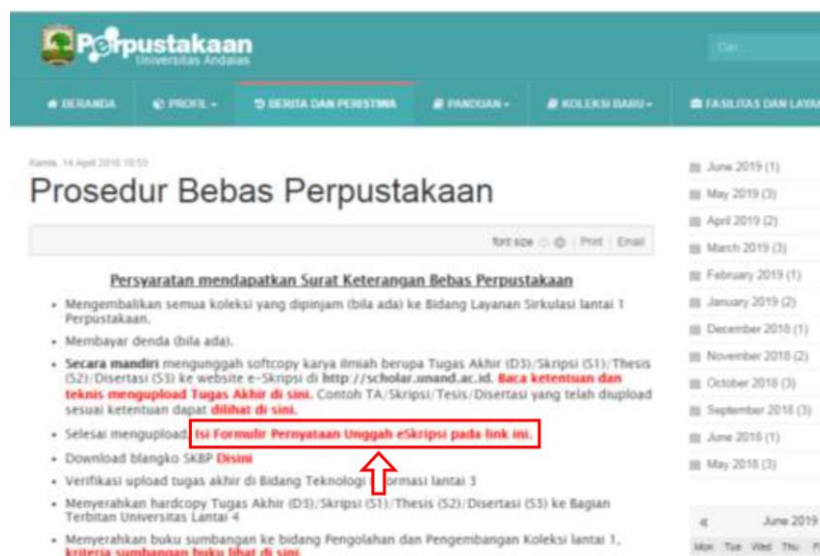 Perpustakaan
Universitas Andalas
Cari...
BERANDA PROFIL BERITA DAN PERISTIWA PANDUAN KOLEKSI BARU FASILITAS DAN LAYA
Kamis, 14 April 2016 10:53
Prosedur Bebas Perpustakaan
font size Print Email
Persyaratan mendapatkan Surat Keterangan Bebas Perpustakaan
• Mengembalikan semua koleksi yang dipinjam (bila ada) ke Bidang Layanan Sirkulasi lantai 1
Perpustakaan.
• Membayar denda (bila ada).
• Secara mandiri mengunggah softcopy karya ilmiah berupa Tugas Akhir (D3)/Skripsi (S1)/Thesis
(S2)/Disertasi (S3) ke website e-Skripsi di http://scholar.unand.ac.id. Baca ketentuan dan
teknis mengupload Tugas Akhir di sini. Contoh TA/Skripsi/Tesis/Disertasi yang telah diupload
sesuai ketentuan dapat dilihat di sini.
• Selesai mengupload, Isi Formulir Pernyataan Unggah eSkripsi pada link ini.
• Download blangko SKBP Disini
• Verifikasi upload tugas akhir di Bidang Teknologi Informasi lantai 3
• Menyerahkan hardcopy Tugas Akhir (D3)/Skripsi (S1)/Thesis (S2)/Disertasi (S3) ke Bagian
Terbitan Universitas Lantai 4
• Menyerahkan buku sumbangan ke bidang Pengolahan dan Pengembangan Koleksi lantai 1,
kriteria sumbangan buku lihat di sini.
June 2019 (1)
May 2019 (3)
April 2019 (2)
March 2019 (3)
February 2019 (1)
January 2019 (2)
December 2018 (1)
November 2018 (2)
October 2018 (3)
September 2018 (3)
June 2018 (1)
May 2018 (3)
« June 2019
Mon Tue Wed Thu